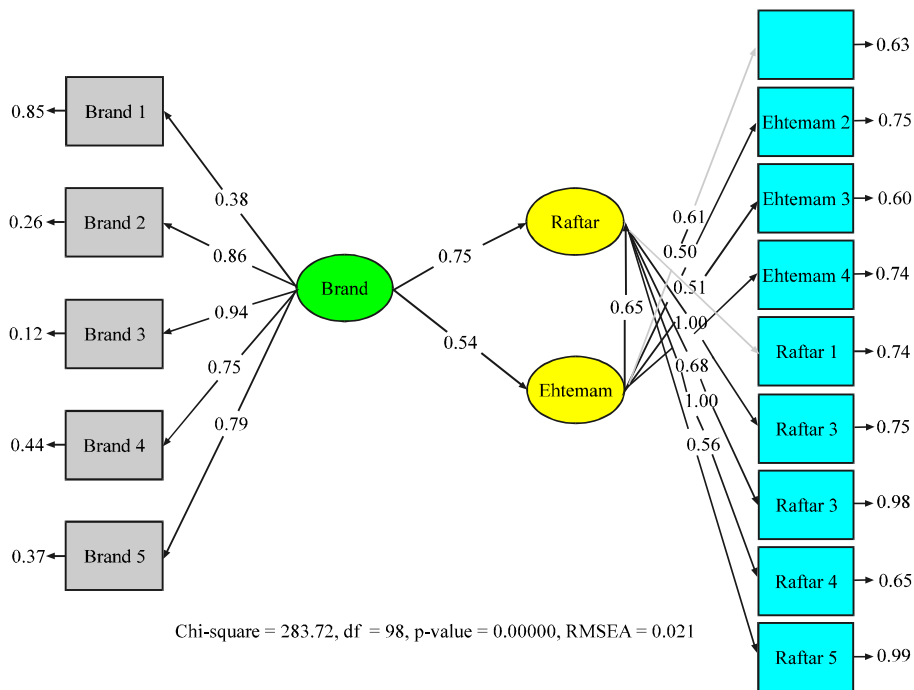 0.63
0.85
Brand 1
Ehtemam 2
0.75
0.38
Ehtemam 3
0.60
0.26
Brand 2
0.86
0.75
Raftar
0.61
0.50
Ehtemam 4
0.74
Brand
0.51
0.12
Brand 3
0.94
0.65
1.00
Raftar 1
0.74
0.54
0.75
0.68
Ehtemam
1.00
0.79
Raftar 3
0.75
0.44
Brand 4
0.56
Raftar 3
0.98
0.37
Brand 5
Raftar 4
0.65
Chi-square = 283.72, df = 98, p-value = 0.00000, RMSEA = 0.021
Raftar 5
0.99